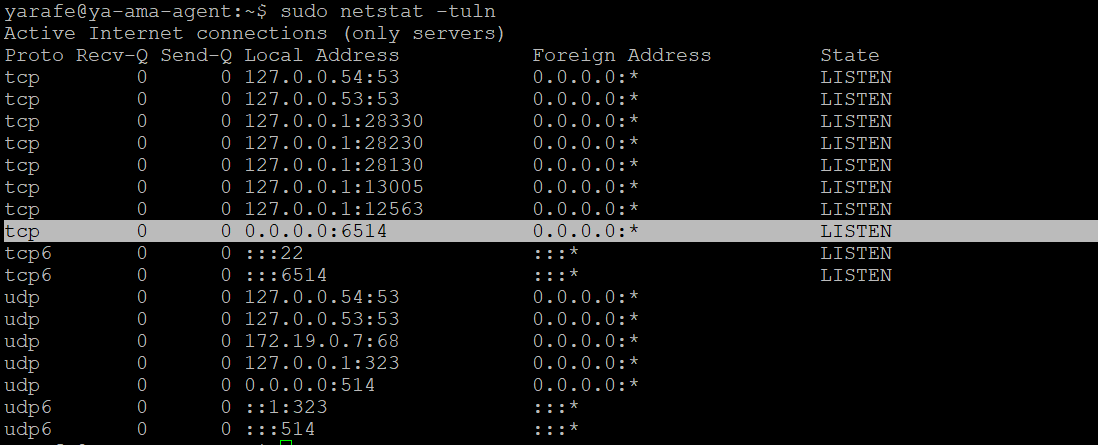 yarafe@ya-ama-agent:~$ sudo netstat -tuln
Active Internet connections (only servers)
Proto Recv-Q Send-Q Local Address           Foreign Address         State
tcp        0      0 127.0.0.54:53           0.0.0.0:*               LISTEN
tcp        0      0 127.0.0.53:53           0.0.0.0:*               LISTEN
tcp        0      0 127.0.0.1:28330         0.0.0.0:*               LISTEN
tcp        0      0 127.0.0.1:28230         0.0.0.0:*               LISTEN
tcp        0      0 127.0.0.1:28130         0.0.0.0:*               LISTEN
tcp        0      0 127.0.0.1:13005         0.0.0.0:*               LISTEN
tcp        0      0 127.0.0.1:12563         0.0.0.0:*               LISTEN
tcp        0      0 0.0.0.0:6514            0.0.0.0:*               LISTEN
tcp6       0      0 :::22                   :::*                    LISTEN
tcp6       0      0 :::6514                 :::*                    LISTEN
udp        0      0 127.0.0.54:53           0.0.0.0:*
udp        0      0 127.0.0.53:53           0.0.0.0:*
udp        0      0 172.19.0.7:68           0.0.0.0:*
udp        0      0 127.0.0.1:323           0.0.0.0:*
udp        0      0 0.0.0.0:514             0.0.0.0:*
udp6       0      0 ::1:323                 :::*
udp6       0      0 :::514                  :::*